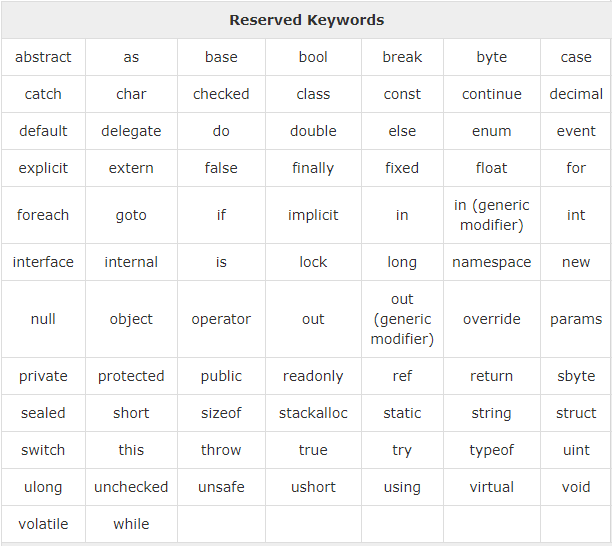 Reserved Keywords
abstract as base bool break byte case
catch char checked class const continue decimal
default delegate do double else enum event
explicit extern false finally fixed float for
foreach goto if implicit in in (generic modifier) int
interface internal is lock long namespace new
null object operator out out (generic modifier) override params
private protected public readonly ref return sbyte
sealed short sizeof stackalloc static string struct
switch this throw true try typeof uint
ulong unchecked unsafe ushort using virtual void
volatile while